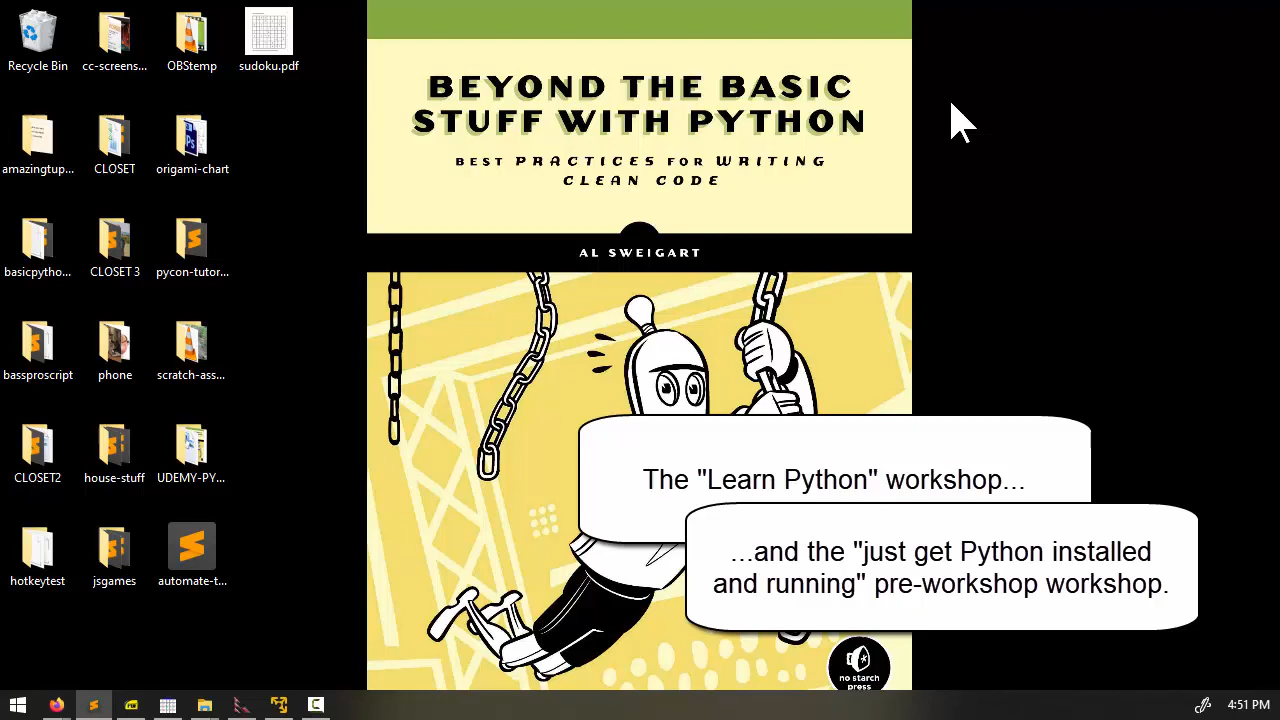 Recycle Bin
cc-screens...
OBStemp
sudoku.pdf
amazingtup...
CLOSET
origami-chart
basicpytho...
CLOSET 3
pycon-tutor...
bassproscript
phone
scratch-ass...
CLOSET2
house-stuff
UDEMY-PY...
hotkeytest
jsgames
automate-t...
BEYOND THE BASIC
STUFF WITH PYTHON
BEST PRACTICES FOR WRITING
CLEAN CODE
AL SWEIGART
The "Learn Python" workshop...
...and the "just get Python installed
and running" pre-workshop workshop.
no starch
press
4:51 PM